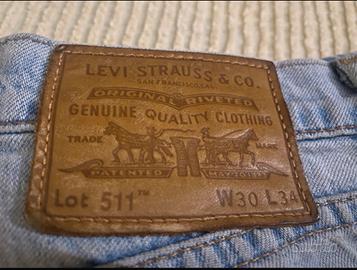 LEVI STRAUSS & CO.
SAN FRANCISCO, CAL.
ORIGINAL RIVETED
GENUINE QUALITY CLOTHING
TRADE MARK
PATENTED MAY 20 1873
Lot 511™ W30 L34